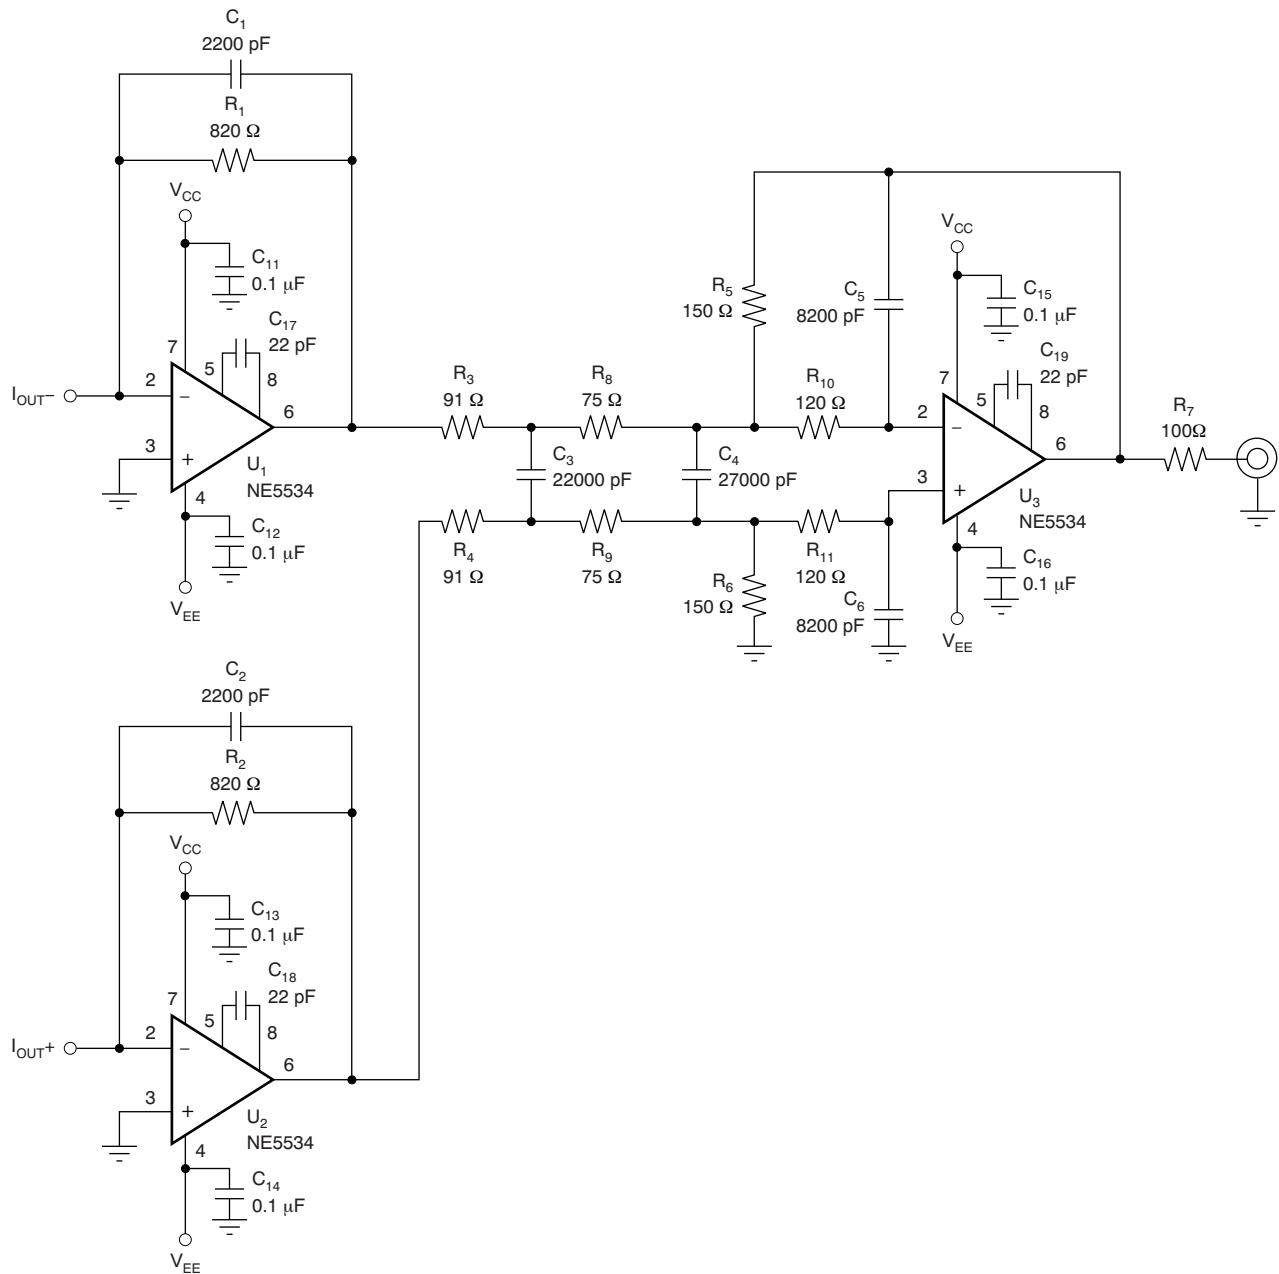 C1
2200 pF
R1
820 Ω
VCC
C11
0.1 μF
C17
22 pF
7
5
8
2
6
3
4
IOUT–
–
+
U1
NE5534
C12
0.1 μF
VEE
R3
91 Ω
R8
75 Ω
C3
22000 pF
C4
27000 pF
R4
91 Ω
R9
75 Ω
R5
150 Ω
C5
8200 pF
R10
120 Ω
R6
150 Ω
R11
120 Ω
C6
8200 pF
VCC
C15
0.1 μF
C19
22 pF
7
5
8
2
6
3
4
–
+
U3
NE5534
C16
0.1 μF
VEE
R7
100Ω
C2
2200 pF
R2
820 Ω
VCC
C13
0.1 μF
C18
22 pF
7
5
8
2
6
3
4
IOUT+
–
+
U2
NE5534
C14
0.1 μF
VEE